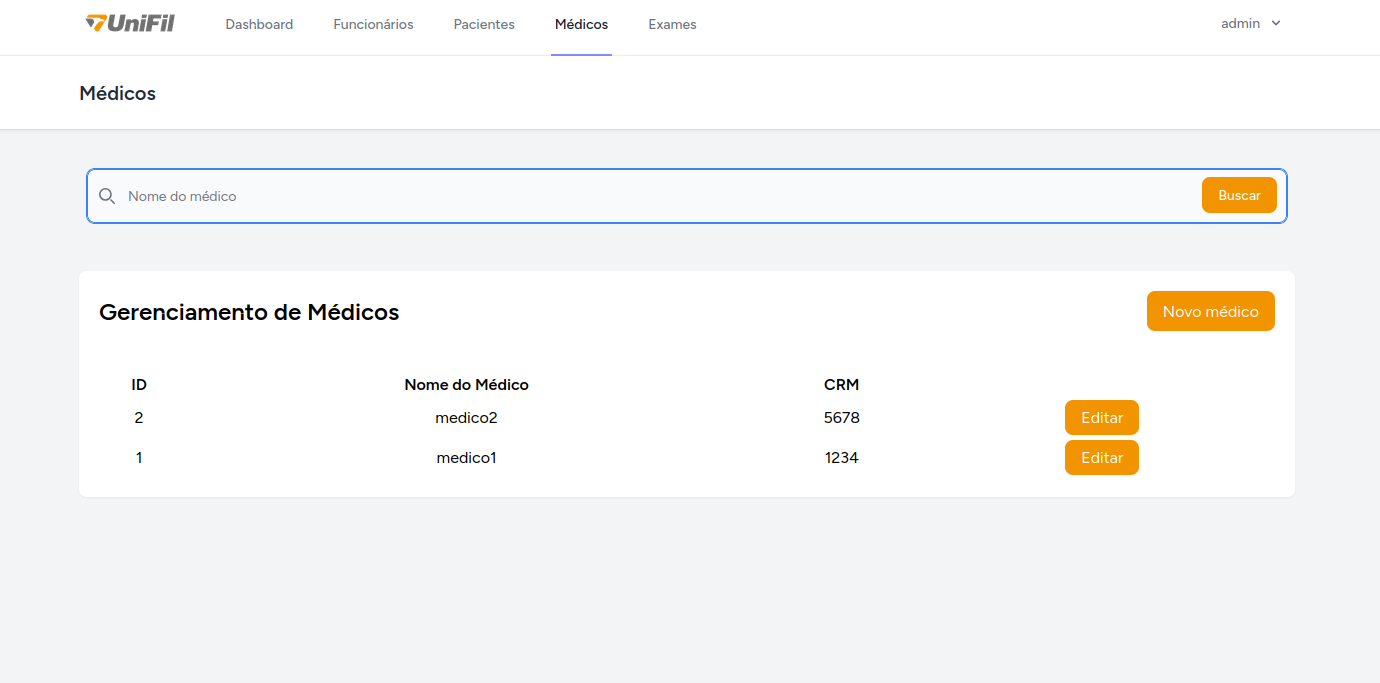 UniFil Dashboard Funcionários Pacientes Médicos Exames admin
Médicos
Nome do médico Buscar
Gerenciamento de Médicos Novo médico
ID Nome do Médico CRM
2 medico2 5678 Editar
1 medico1 1234 Editar